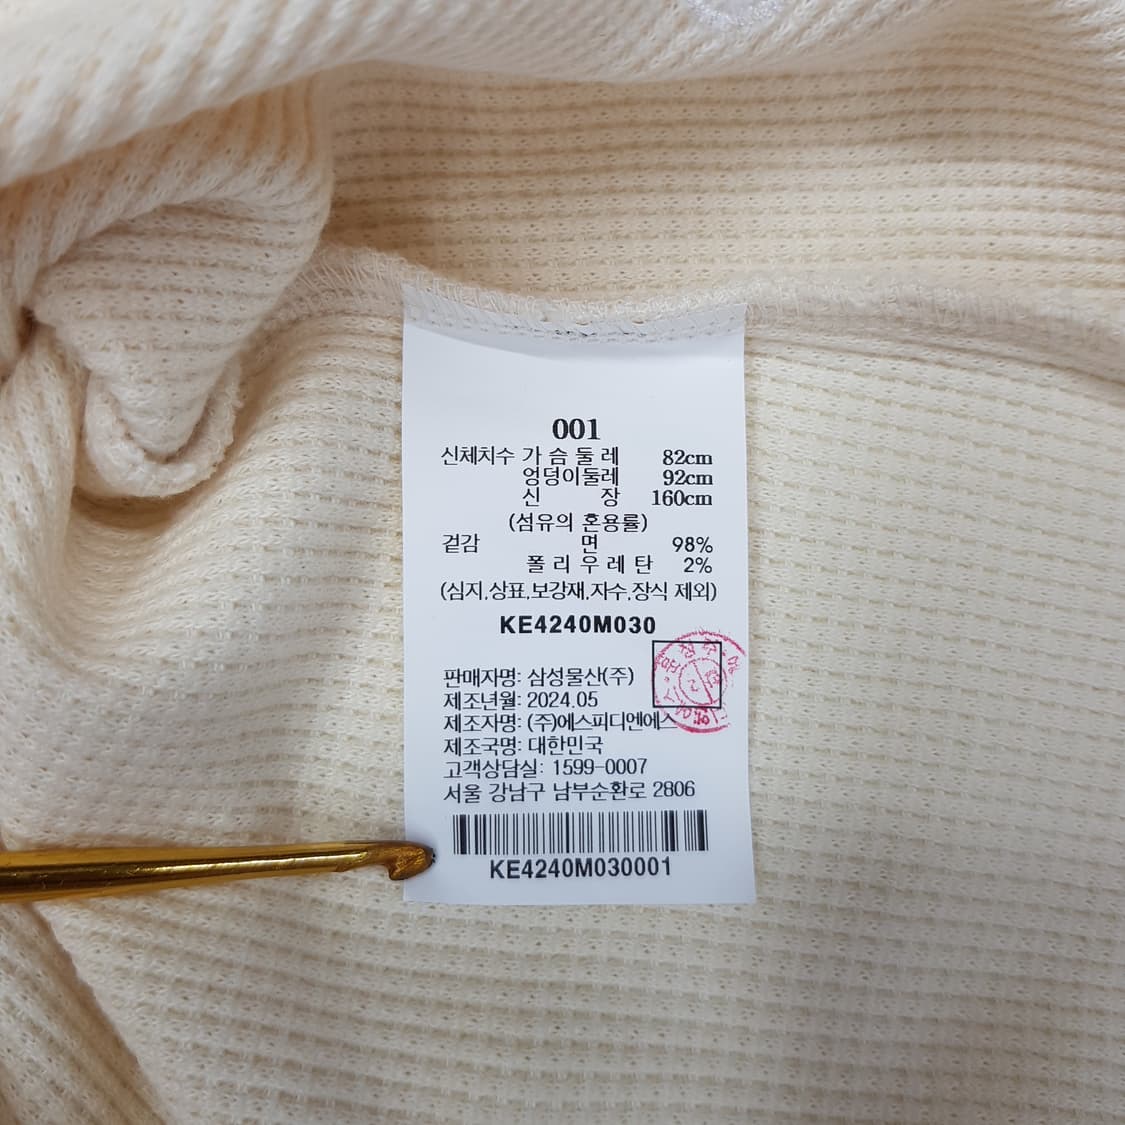 001
신체치수 가 슴 둘 레 82cm
엉덩이둘레 92cm
신 장 160cm
(섬유의 혼용률)
겉감 면 98%
폴 리 우 레 탄 2%
(심지,상표,보강재,자수,장식 제외)
KE4240M030
판매자명: 삼성물산(주)
제조년월: 2024.05
제조자명: (주)에스피디엔에스
제조국명: 대한민국
고객상담실: 1599-0007
서울 강남구 남부순환로 2806
KE4240M030001